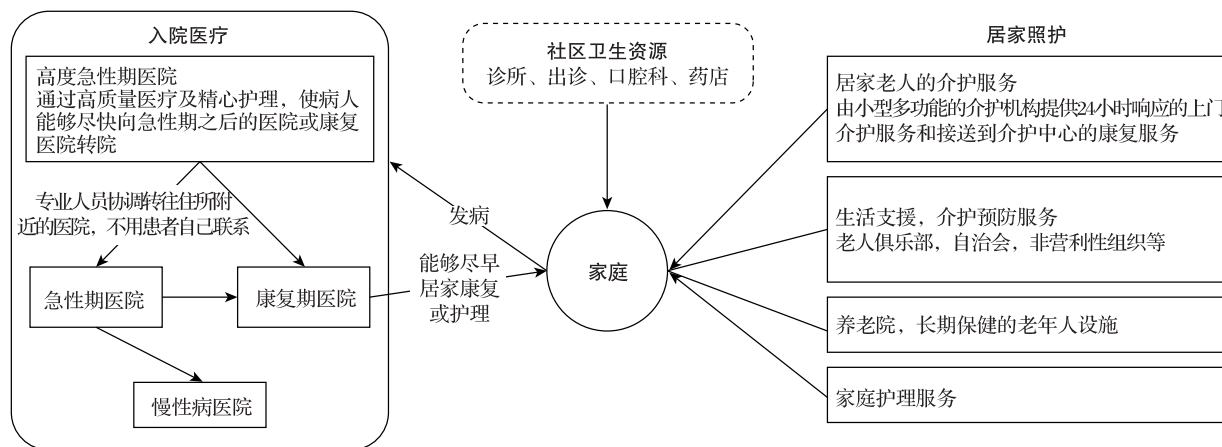 入院医疗
高度急性期医院
通过高质量医疗及精心护理，使病人
能够尽快向急性期之后的医院或康复
医院转院
专业人员协调转往住所附
近的医院，不用患者自己联系
急性期医院
康复期医院
慢性病医院
发病
能够尽早
居家康复
或护理
社区卫生资源
诊所、出诊、口腔科、药店
家庭
居家照护
居家老人的介护服务
由小型多功能的介护机构提供24小时响应的上门
介护服务和接送到介护中心的康复服务
生活支援，介护预防服务
老人俱乐部，自治会，非营利性组织等
养老院，长期保健的老年人设施
家庭护理服务